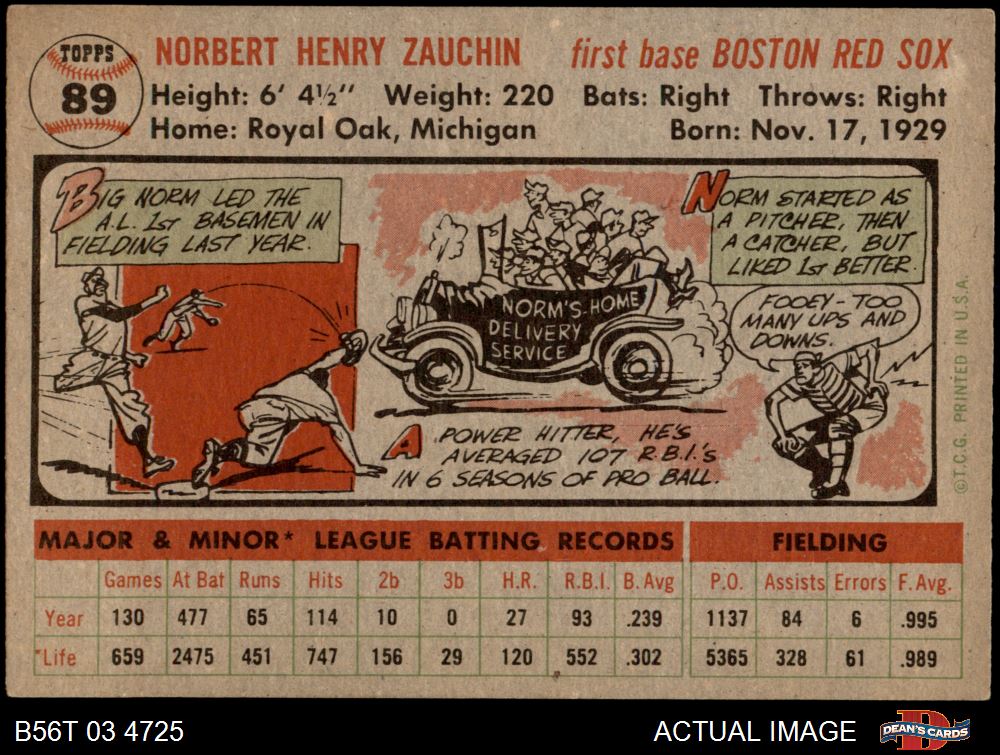 TOPPS
89
NORBERT HENRY ZAUCHIN first base BOSTON RED SOX
Height: 6' 4½" Weight: 220 Bats: Right Throws: Right
Home: Royal Oak, Michigan Born: Nov. 17, 1929
BIG NORM LED THE
A.L. 1ST BASEMEN IN
FIELDING LAST YEAR.
NORM'S-HOME
DELIVERY
SERVICE
A POWER HITTER, HE'S
AVERAGED 107 R.B.I.'S
IN 6 SEASONS OF PRO BALL.
NORM STARTED AS
A PITCHER, THEN
A CATCHER, BUT
LIKED 1ST BETTER.
FOOEY-TOO
MANY UPS AND
DOWNS.
©T.C.G. PRINTED IN U.S.A
MAJOR & MINOR* LEAGUE BATTING RECORDS FIELDING
Games At Bat Runs Hits 2b 3b H.R. R.B.I. B. Avg P.O. Assists Errors F. Avg.
Year 130 477 65 114 10 0 27 93 .239 1137 84 6 .995
*Life 659 2475 451 747 156 29 120 552 .302 5365 328 61 .989
B56T 03 4725 ACTUAL IMAGE D DEAN'S CARDS